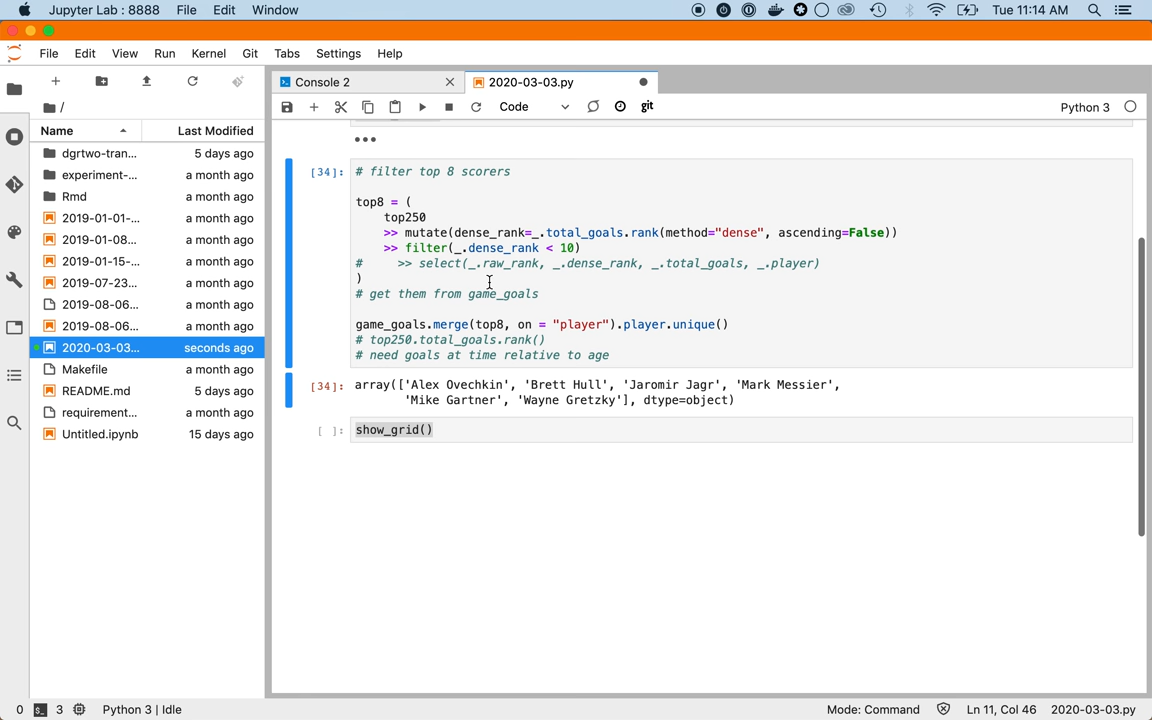 Jupyter Lab : 8888 File Edit Window Tue 11:14 AM
File Edit View Run Kernel Git Tabs Settings Help
Console 2
2020-03-03.py
Code
git
Python 3
/
Name Last Modified
dgrtwo-tran... 5 days ago
experiment-... a month ago
Rmd a month ago
2019-01-01-... a month ago
2019-01-08... a month ago
2019-01-15-... a month ago
2019-07-23... a month ago
2019-08-06... a month ago
2019-08-06... a month ago
2020-03-03... seconds ago
Makefile a month ago
README.md 5 days ago
requirement... a month ago
Untitled.ipynb 15 days ago
[34]: # filter top 8 scorers
top8 = (
top250
>> mutate(dense_rank=_.total_goals.rank(method="dense", ascending=False))
>> filter(_.dense_rank < 10)
# >> select(_.raw_rank, _.dense_rank, _.total_goals, _.player)
)
# get them from game_goals
game_goals.merge(top8, on = "player").player.unique()
# top250.total_goals.rank()
# need goals at time relative to age
[34]: array(['Alex Ovechkin', 'Brett Hull', 'Jaromir Jagr', 'Mark Messier',
'Mike Gartner', 'Wayne Gretzky'], dtype=object)
[ ]: show_grid()
0 3 Python 3 | Idle Mode: Command Ln 11, Col 46 2020-03-03.py